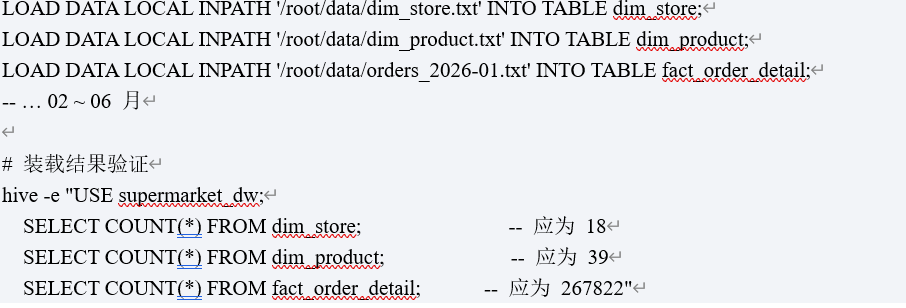 LOAD DATA LOCAL INPATH '/root/data/dim_store.txt' INTO TABLE dim_store;
LOAD DATA LOCAL INPATH '/root/data/dim_product.txt' INTO TABLE dim_product;
LOAD DATA LOCAL INPATH '/root/data/orders_2026-01.txt' INTO TABLE fact_order_detail;
-- … 02 ~ 06 月
# 装载结果验证
hive -e "USE supermarket_dw;
SELECT COUNT(*) FROM dim_store; -- 应为 18
SELECT COUNT(*) FROM dim_product; -- 应为 39
SELECT COUNT(*) FROM fact_order_detail; -- 应为 267822"